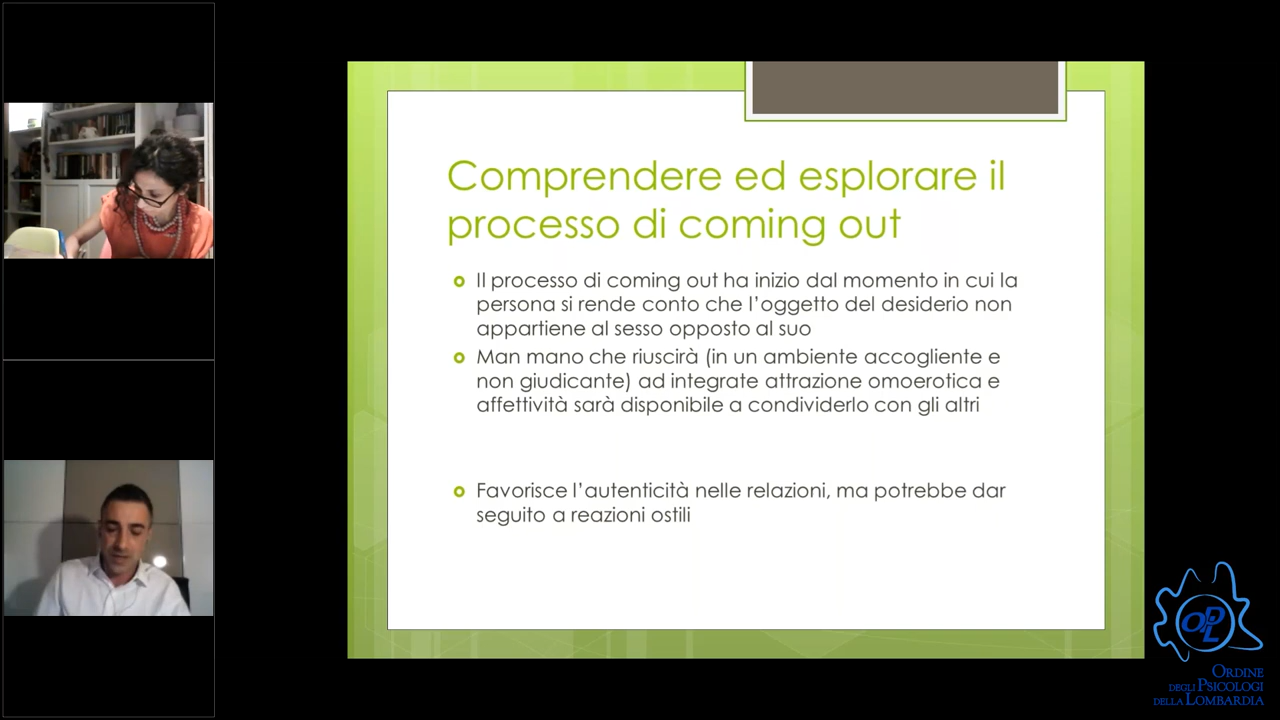 Comprendere ed esplorare il
processo di coming out
Il processo di coming out ha inizio dal momento in cui la
persona si rende conto che l’oggetto del desiderio non
appartiene al sesso opposto al suo
Man mano che riuscirà (in un ambiente accogliente e
non giudicante) ad integrate attrazione omoerotica e
affettività sarà disponibile a condividerlo con gli altri
Favorisce l’autenticità nelle relazioni, ma potrebbe dar
seguito a reazioni ostili
OPL
ORDINE
DEGLI PSICOLOGI
DELLA LOMBARDIA